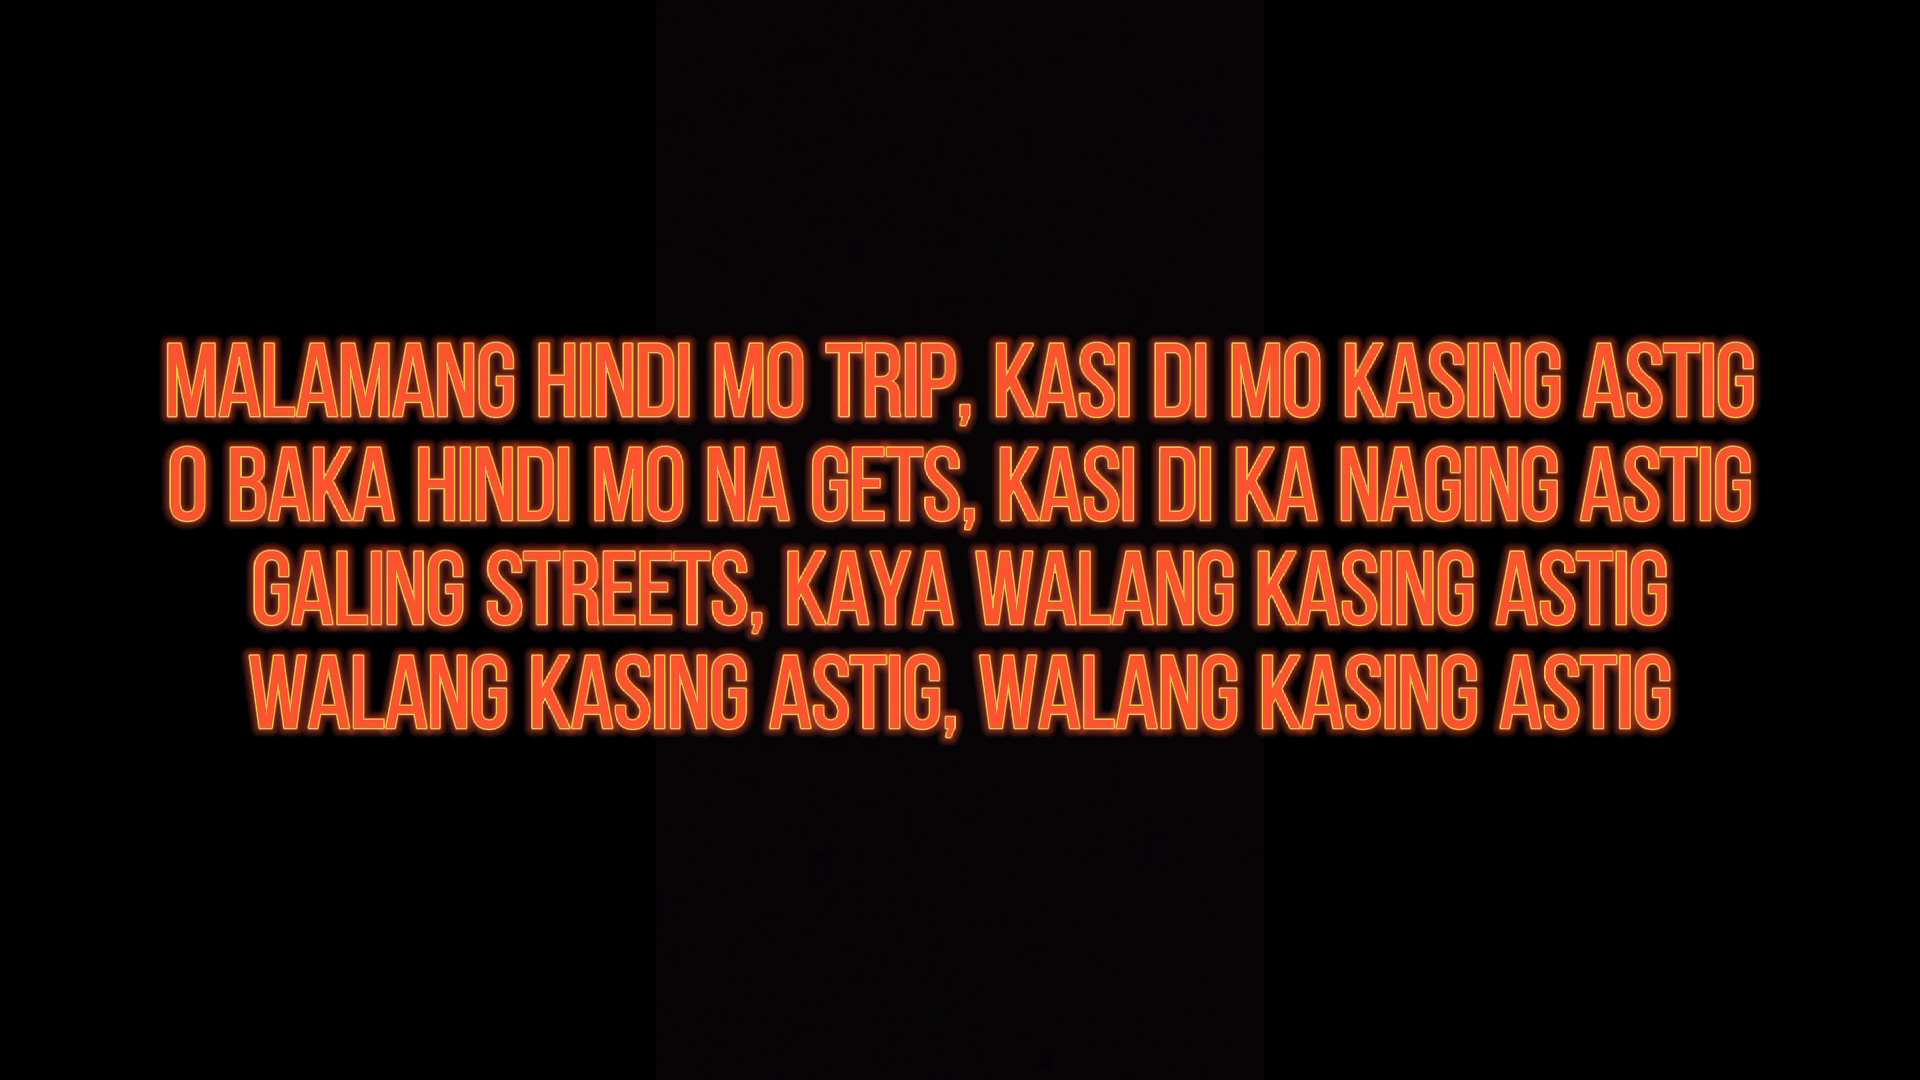 MALAMANG HINDI MO TRIP, KASI DI MO KASING ASTIG
O BAKA HINDI MO NA GETS, KASI DI KA NAGING ASTIG
GALING STREETS, KAYA WALANG KASING ASTIG
WALANG KASING ASTIG, WALANG KASING ASTIG